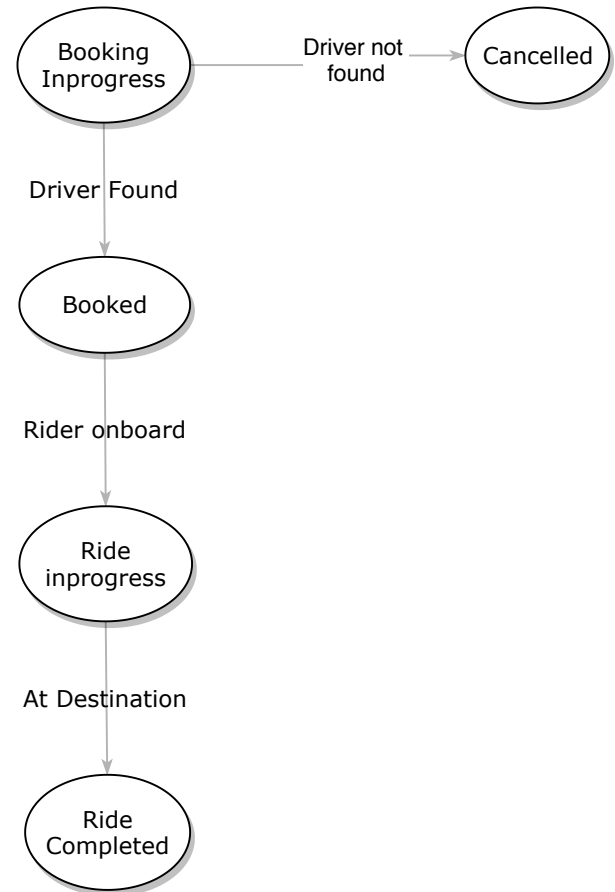 Booking
Inprogress
Driver not
found
Cancelled
Driver Found
Booked
Rider onboard
Ride
inprogress
At Destination
Ride
Completed